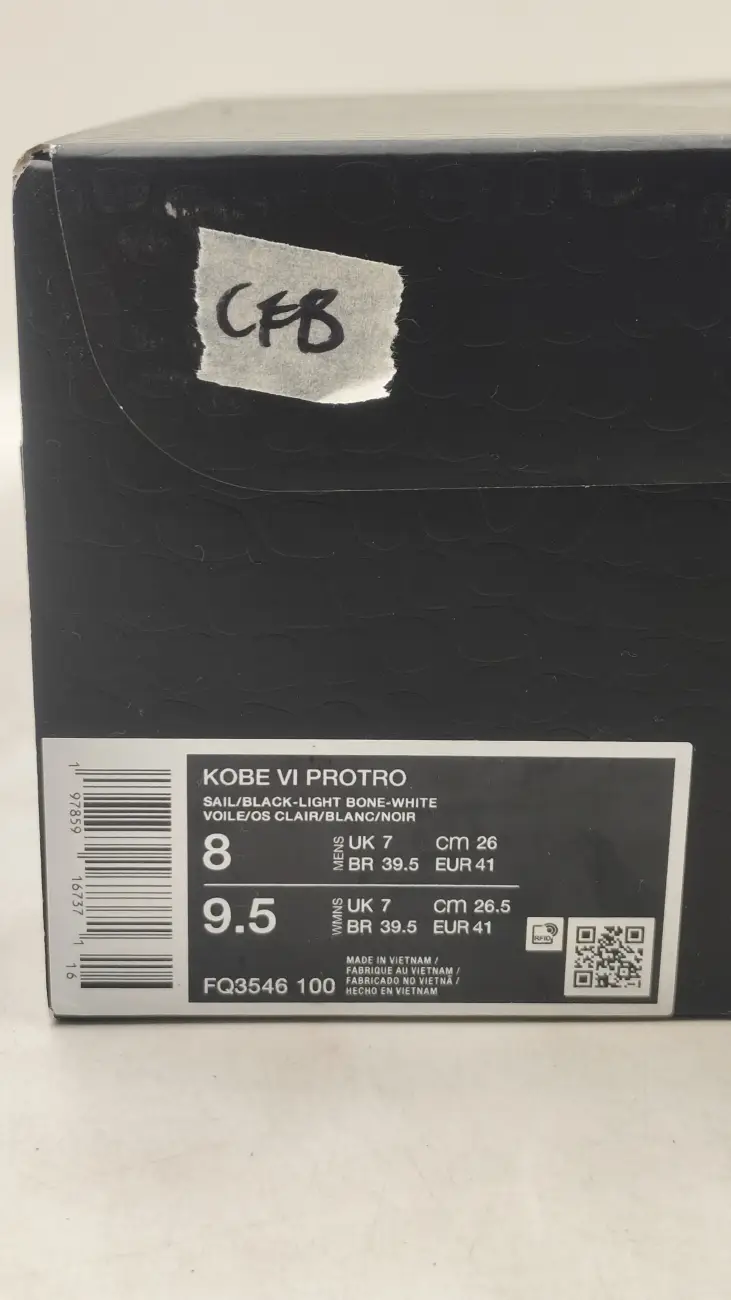 CFB
KOBE VI PROTRO
SAIL/BLACK-LIGHT BONE-WHITE
VOILE/OS CLAIR/BLANC/NOIR
8 MENS UK 7 cm 26
BR 39.5 EUR 41
9.5 WMNS UK 7 cm 26.5
BR 39.5 EUR 41
FQ3546 100
MADE IN VIETNAM /
FABRIQUE AU VIETNAM /
FABRICADO NO VIETNÃ /
HECHO EN VIETNAM
RFID
1 97859 16737 1 16